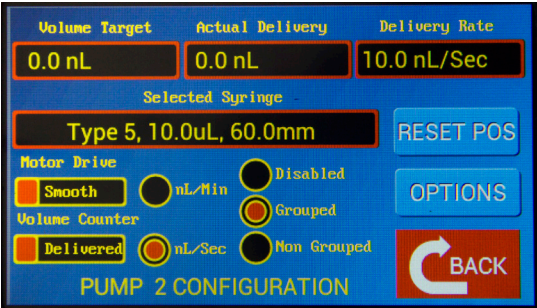 Volume Target Actual Delivery Delivery Rate
0.0 nL 0.0 nL 10.0 nL/Sec
Selected Syringe
Type 5, 10.0uL, 60.0mm RESET POS
Motor Drive Disabled
Smooth nL/Min OPTIONS
Grouped
Volume Counter
Delivered nL/Sec Non Grouped BACK
PUMP 2 CONFIGURATION